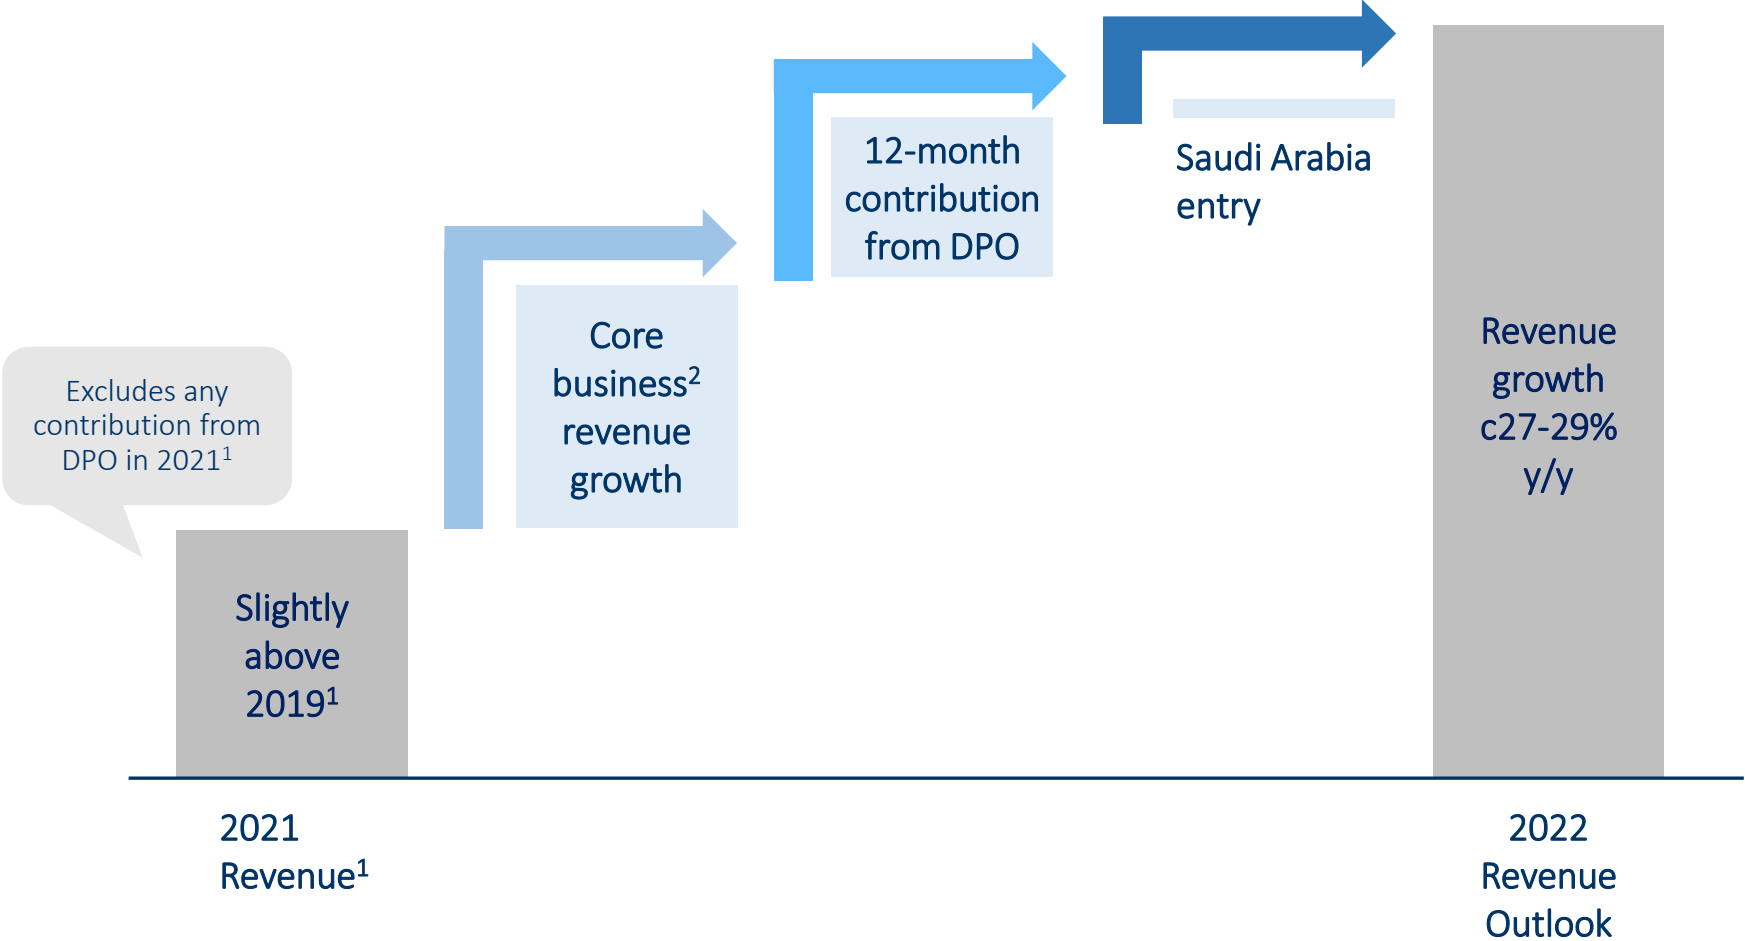 Excludes any
contribution from
DPO in 2021¹
Slightly
above
2019¹
2021
Revenue¹
Core
business²
revenue
growth
12-month
contribution
from DPO
Saudi Arabia
entry
Revenue
growth
c27-29%
y/y
2022
Revenue
Outlook